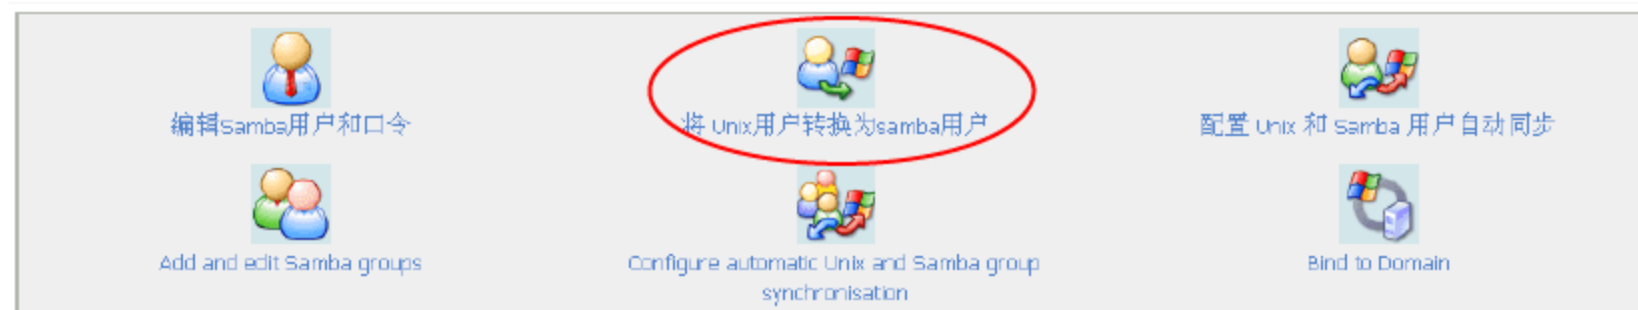 编辑Samba用户和口令
将 Unix用户转换为samba用户
配置 Unix 和 Samba 用户自动同步
Add and edit Samba groups
Configure automatic Unix and Samba group
synchronisation
Bind to Domain